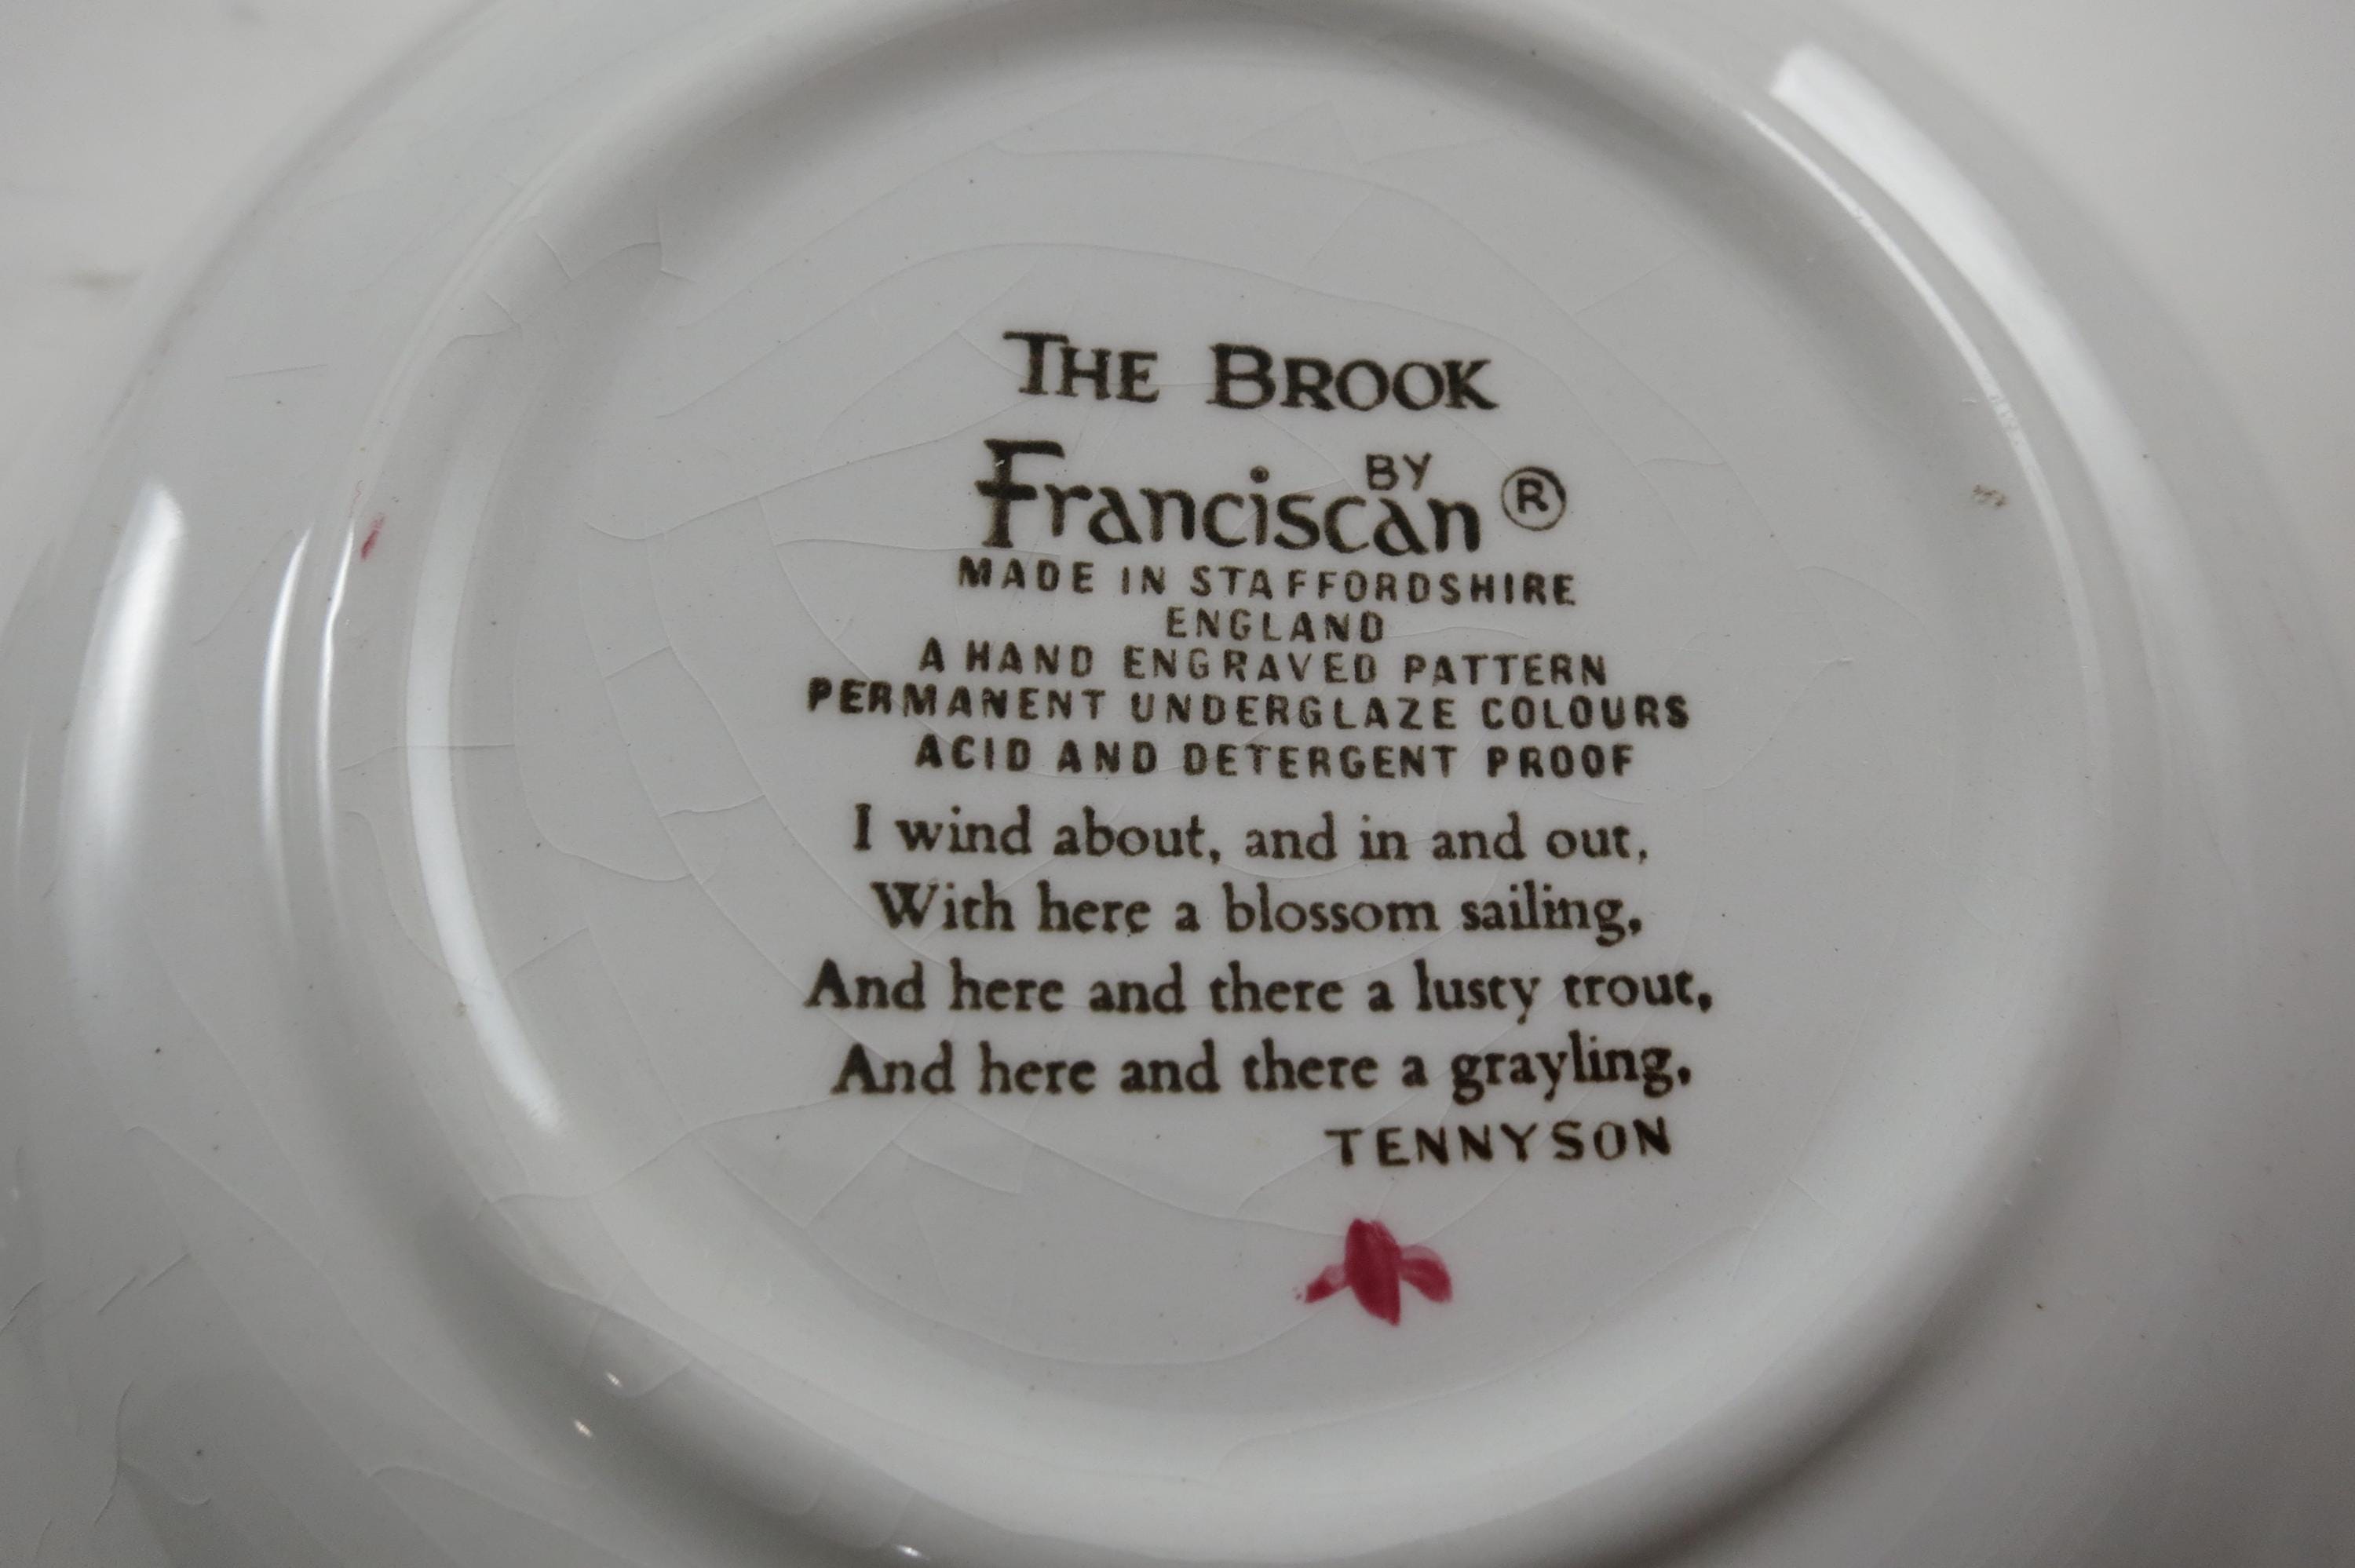 THE BROOK
BY
Franciscan ®
MADE IN STAFFORDSHIRE
ENGLAND
A HAND ENGRAVED PATTERN
PERMANENT UNDERGLAZE COLOURS
ACID AND DETERGENT PROOF
I wind about, and in and out,
With here a blossom sailing,
And here and there a lusty trout,
And here and there a grayling,
TENNYSON